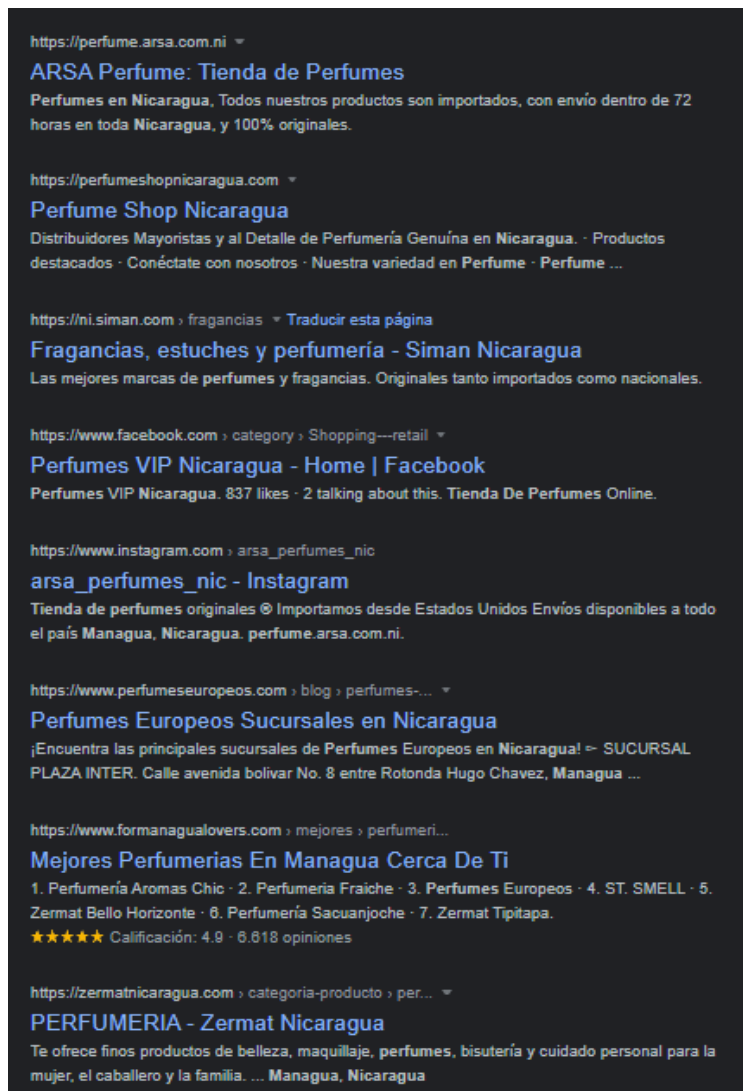 https://perfume.arsa.com.ni
ARSA Perfume: Tienda de Perfumes
Perfumes en Nicaragua, Todos nuestros productos son importados, con envío dentro de 72
horas en toda Nicaragua, y 100% originales.
https://perfumeshopnicaragua.com
Perfume Shop Nicaragua
Distribuidores Mayoristas y al Detalle de Perfumería Genuína en Nicaragua. · Productos
destacados · Conéctate con nosotros · Nuestra variedad en Perfume · Perfume ...
https://ni.siman.com › fragancias Traducir esta página
Fragancias, estuches y perfumería - Siman Nicaragua
Las mejores marcas de perfumes y fragancias. Originales tanto importados como nacionales.
https://www.facebook.com › category › Shopping---retail
Perfumes VIP Nicaragua - Home | Facebook
Perfumes VIP Nicaragua. 837 likes · 2 talking about this. Tienda De Perfumes Online.
https://www.instagram.com › arsa_perfumes_nic
arsa_perfumes_nic - Instagram
Tienda de perfumes originales ® Importamos desde Estados Unidos Envíos disponibles a todo
el país Managua, Nicaragua. perfume.arsa.com.ni.
https://www.perfumeseuropeos.com › blog › perfumes-...
Perfumes Europeos Sucursales en Nicaragua
¡Encuentra las principales sucursales de Perfumes Europeos en Nicaragua! ➳ SUCURSAL
PLAZA INTER. Calle avenida bolivar No. 8 entre Rotonda Hugo Chavez, Managua ...
https://www.formanagualovers.com › mejores › perfumeri...
Mejores Perfumerias En Managua Cerca De Ti
1. Perfumería Aromas Chic · 2. Perfumeria Fraiche · 3. Perfumes Europeos · 4. ST. SMELL · 5.
Zermat Bello Horizonte · 6. Perfumería Sacuanjoche · 7. Zermat Tipitapa.
★★★★★ Calificación: 4.9 · 6.618 opiniones
https://zermatnicaragua.com › categoria-producto › per...
PERFUMERIA - Zermat Nicaragua
Te ofrece finos productos de belleza, maquillaje, perfumes, bisutería y cuidado personal para la
mujer, el caballero y la familia. ... Managua, Nicaragua